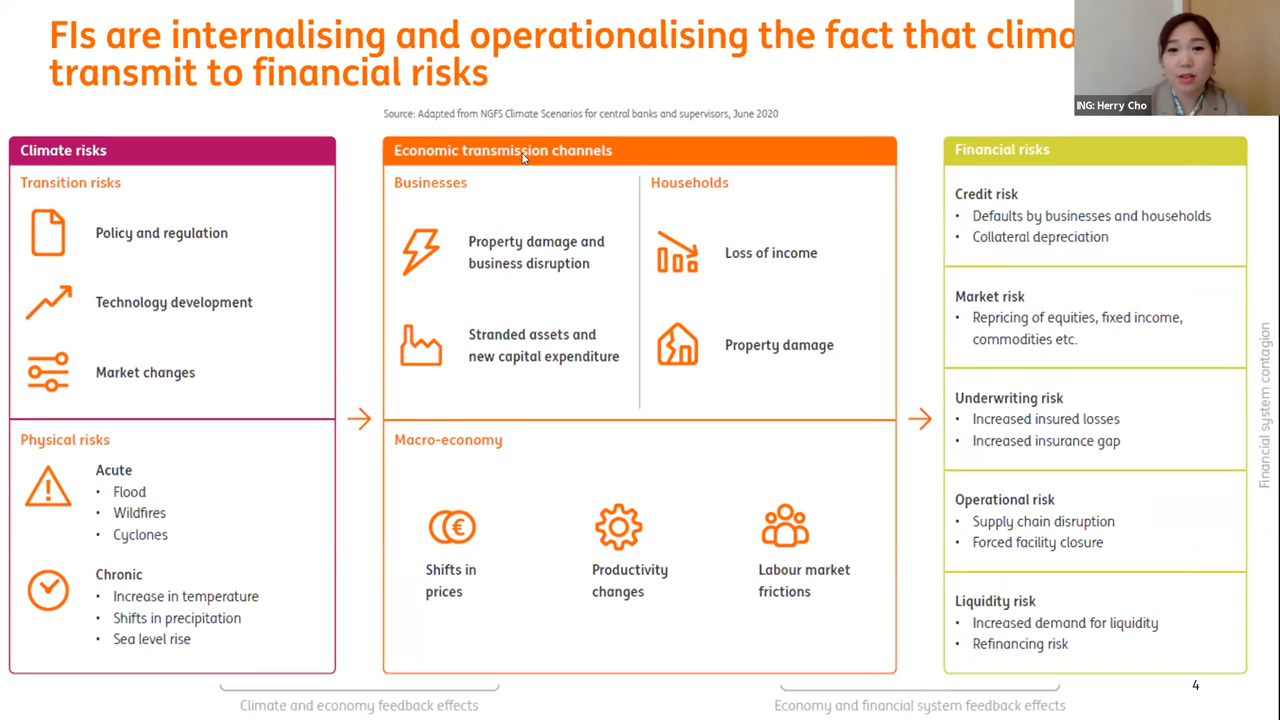 FIs are internalising and operationalising the fact that clima
transmit to financial risks
ING: Herry Cho
Source: Adapted from NGFS Climate Scenarios for central banks and supervisors, June 2020
Climate risks
Transition risks
Policy and regulation
Technology development
Market changes
Physical risks
Acute
• Flood
• Wildfires
• Cyclones
Chronic
• Increase in temperature
• Shifts in precipitation
• Sea level rise
Economic transmission channels
Businesses
Property damage and
business disruption
Stranded assets and
new capital expenditure
Households
Loss of income
Property damage
Macro-economy
€
Shifts in
prices
Productivity
changes
Labour market
frictions
Financial risks
Credit risk
• Defaults by businesses and households
• Collateral depreciation
Market risk
• Repricing of equities, fixed income,
commodities etc.
Underwriting risk
• Increased insured losses
• Increased insurance gap
Operational risk
• Supply chain disruption
• Forced facility closure
Liquidity risk
• Increased demand for liquidity
• Refinancing risk
Financial system contagion
4
Climate and economy feedback effects
Economy and financial system feedback effects